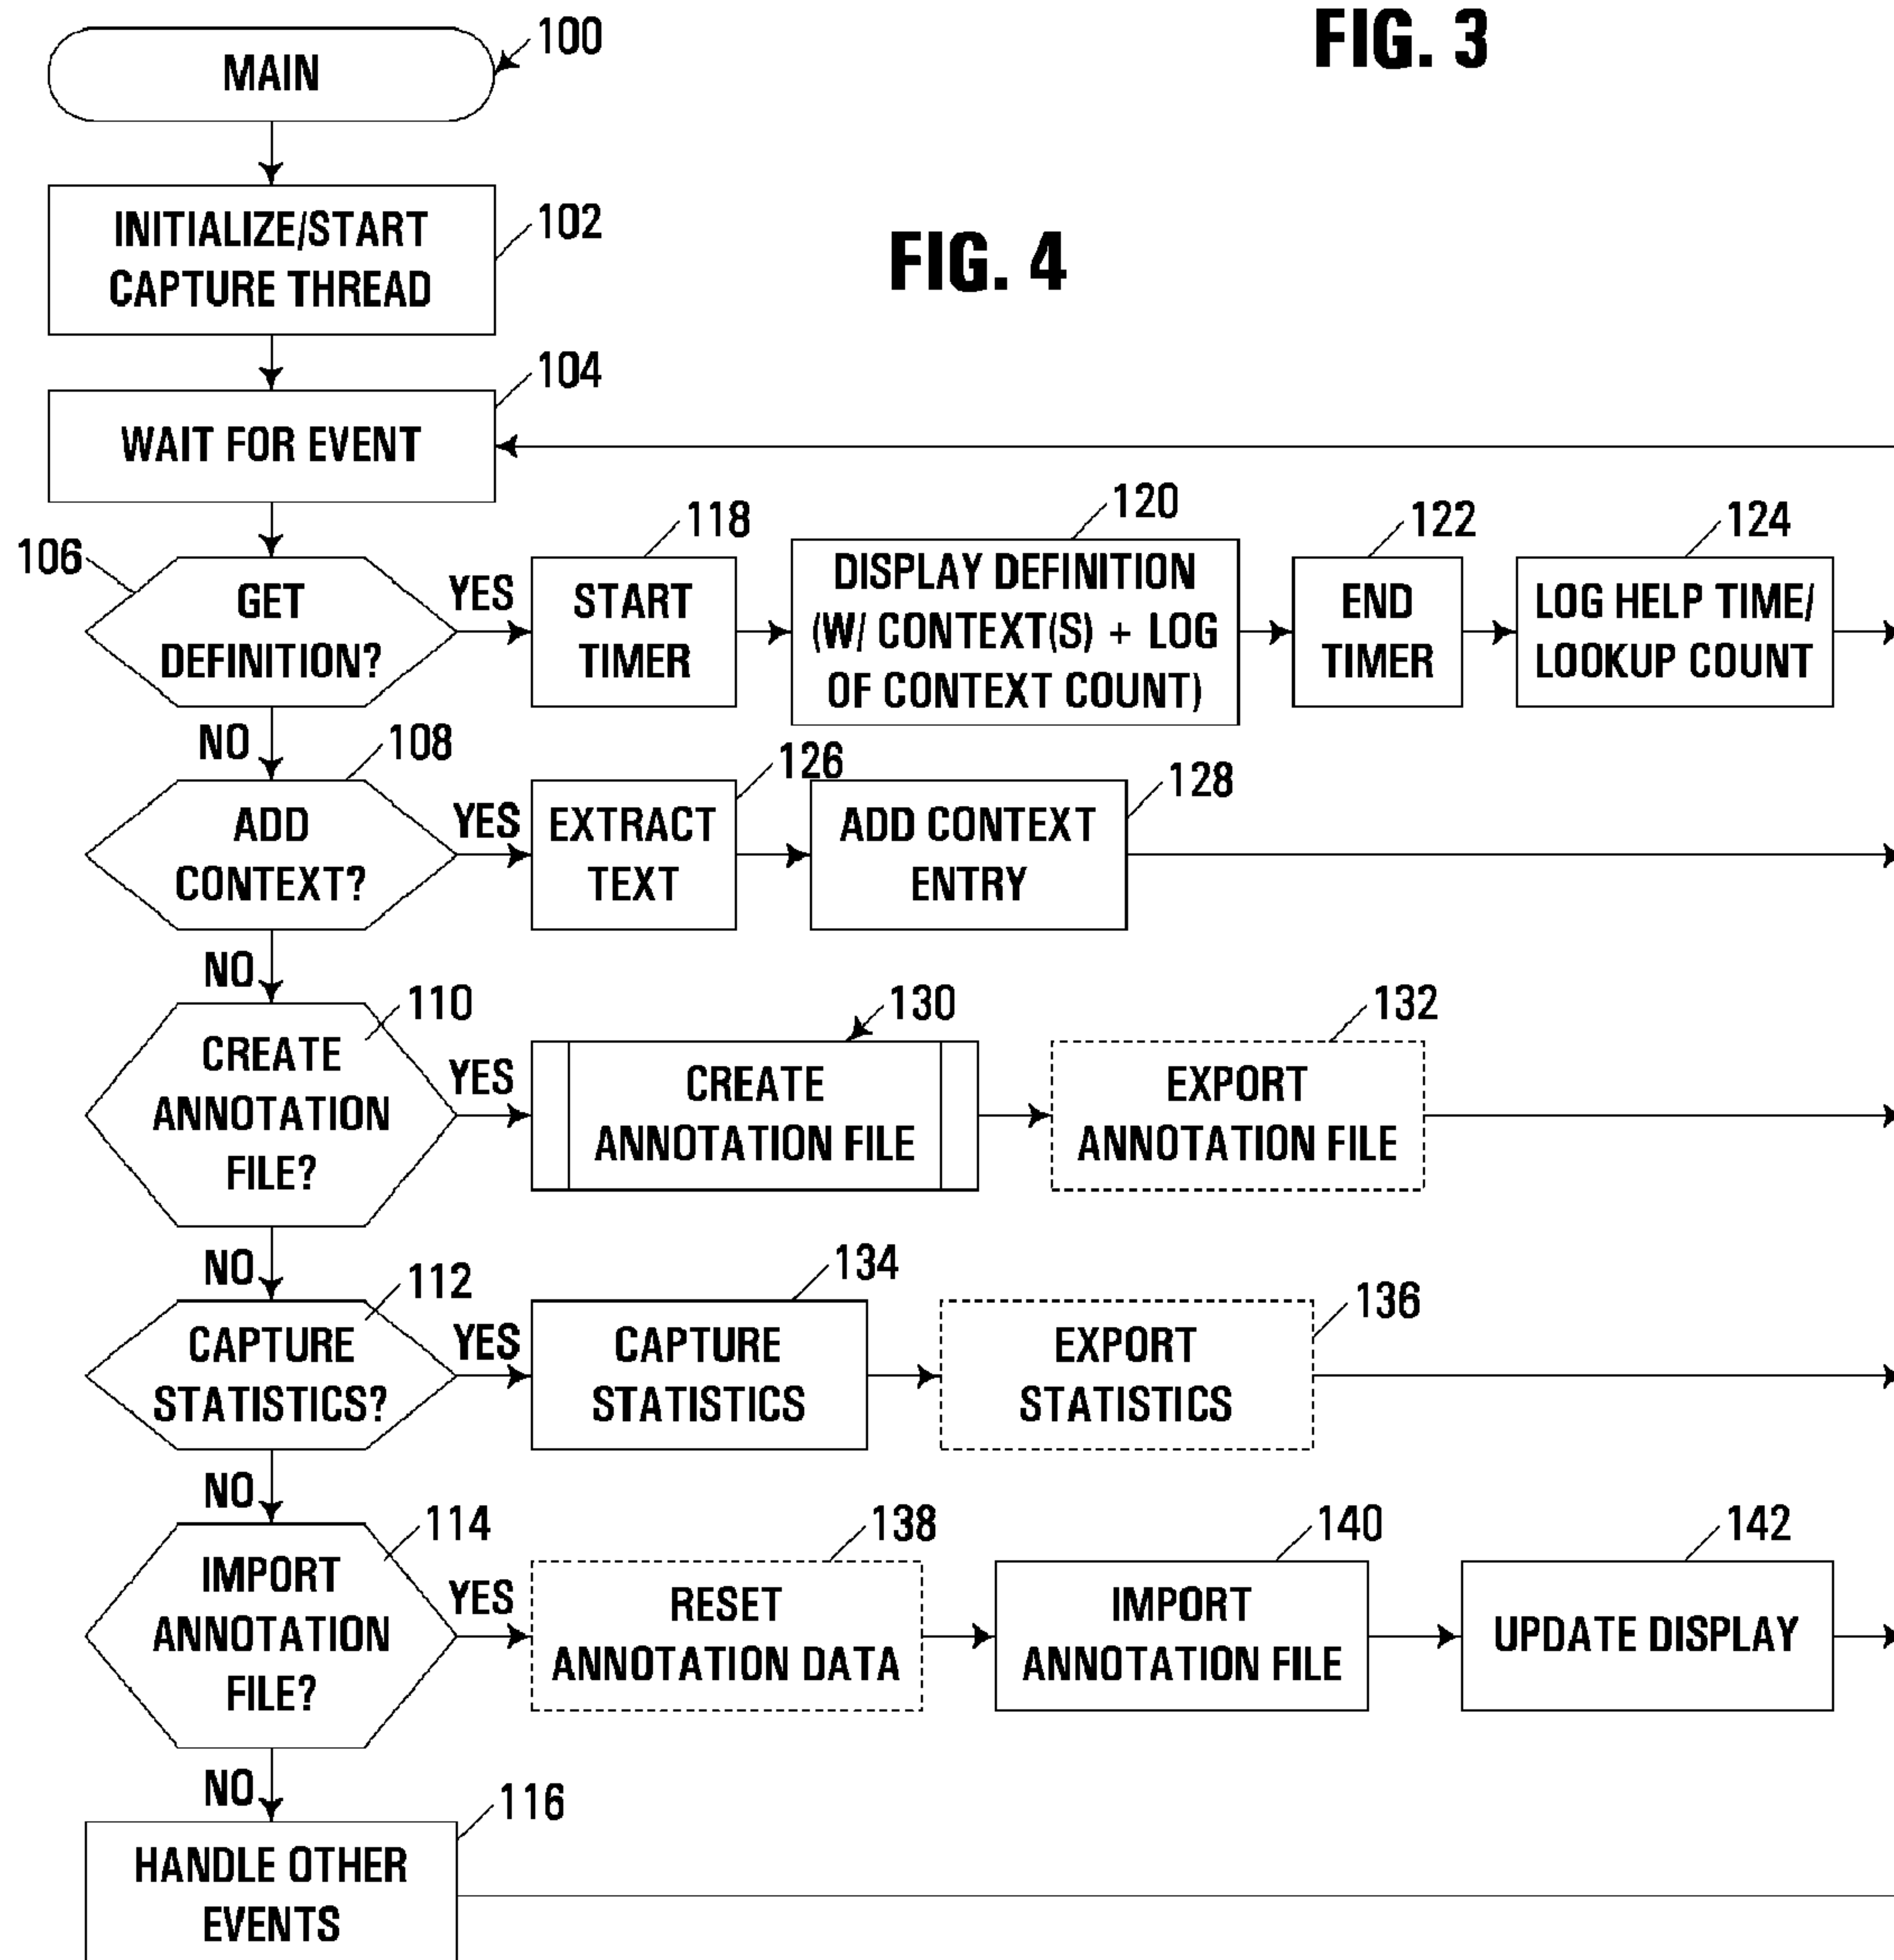 FIG. 3
100
MAIN
INITIALIZE/START
CAPTURE THREAD
102
FIG. 4
104
WAIT FOR EVENT
106
GET
DEFINITION?
YES
118
START
TIMER
120
DISPLAY DEFINITION
(W/ CONTEXT(S) + LOG
OF CONTEXT COUNT)
122
END
TIMER
124
LOG HELP TIME/
LOOKUP COUNT
NO
108
ADD
CONTEXT?
YES
126
EXTRACT
TEXT
128
ADD CONTEXT
ENTRY
NO
110
CREATE
ANNOTATION
FILE?
YES
130
CREATE
ANNOTATION FILE
132
EXPORT
ANNOTATION FILE
NO
112
CAPTURE
STATISTICS?
YES
134
CAPTURE
STATISTICS
136
EXPORT
STATISTICS
NO
114
IMPORT
ANNOTATION
FILE?
YES
138
RESET
ANNOTATION DATA
140
IMPORT
ANNOTATION FILE
142
UPDATE DISPLAY
NO
116
HANDLE OTHER
EVENTS